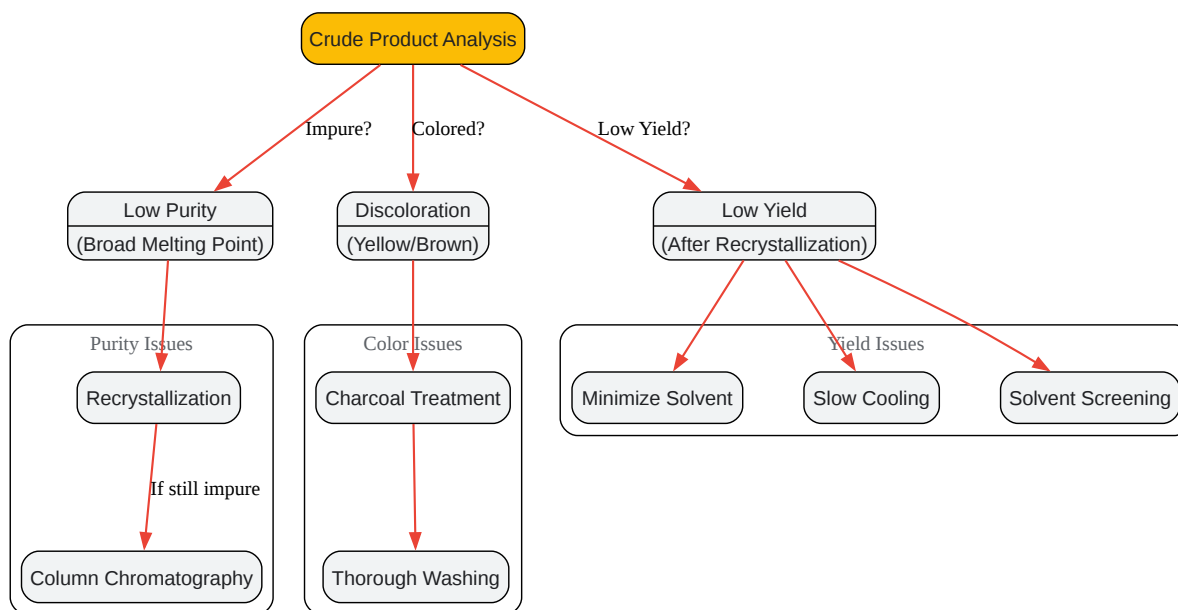 Crude Product Analysis
Impure?
Colored?
Low Yield?
Low Purity
(Broad Melting Point)
Discoloration
(Yellow/Brown)
Low Yield
(After Recrystallization)
Purity Issues
Color Issues
Yield Issues
Recrystallization
Charcoal Treatment
Minimize Solvent
Slow Cooling
Solvent Screening
If still impure
Column Chromatography
Thorough Washing